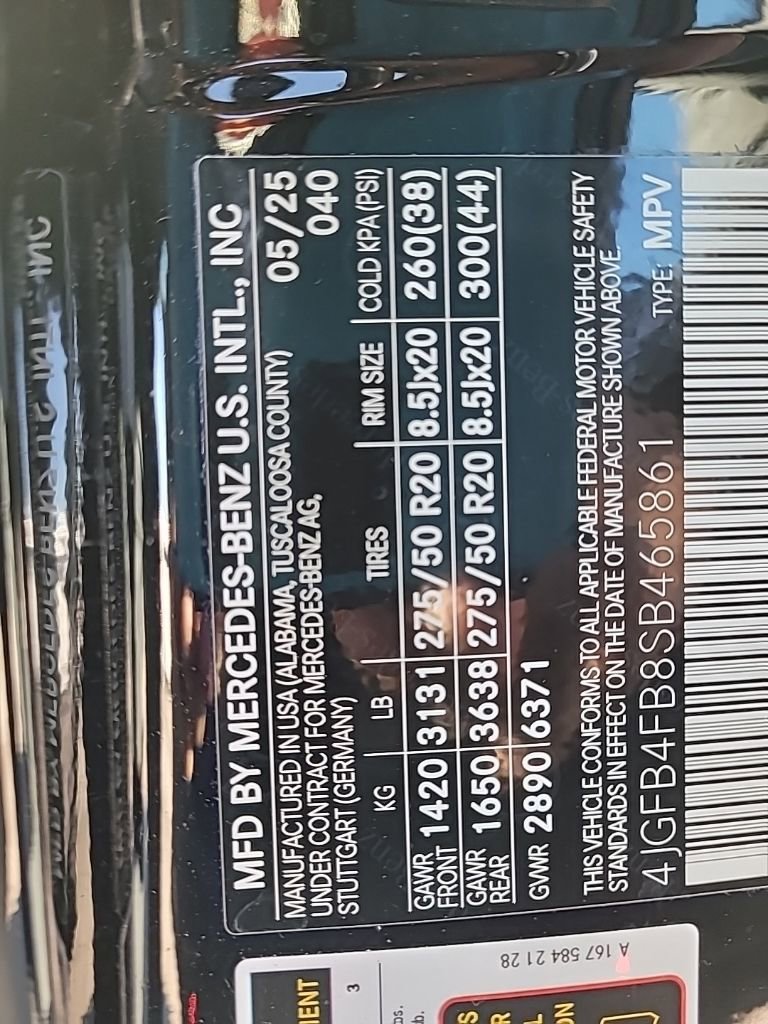 MFD BY MERCEDES-BENZ U.S. INTL., INC
MANUFACTURED IN USA (ALABAMA, TUSCALOOSA COUNTY) 05/25
UNDER CONTRACT FOR MERCEDES-BENZ AG, 040
STUTTGART (GERMANY)
KG LB TIRES RIM SIZE COLD KPA (PSI)
GAWR FRONT 1420 3131 275/50 R20 8.5Jx20 260(38)
GAWR REAR 1650 3638 275/50 R20 8.5Jx20 300(44)
GVWR 2890 6371
THIS VEHICLE CONFORMS TO ALL APPLICABLE FEDERAL MOTOR VEHICLE SAFETY
STANDARDS IN EFFECT ON THE DATE OF MANUFACTURE SHOWN ABOVE.
4JGFB4FB8SB465861 TYPE: MPV
A 167 584 21 28
3